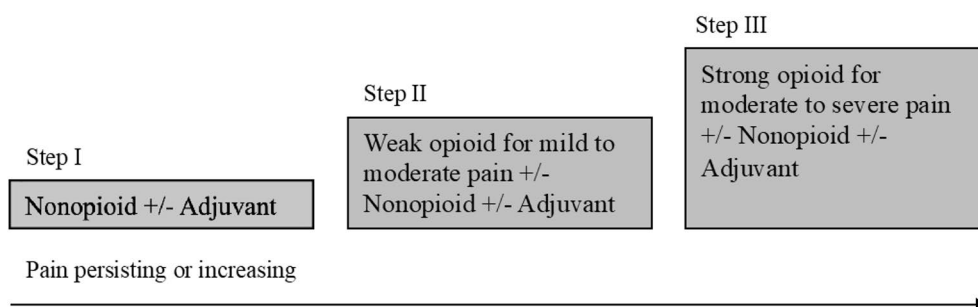 Step I
Nonopioid +/- Adjuvant
Step II
Weak opioid for mild to
moderate pain +/-
Nonopioid +/- Adjuvant
Step III
Strong opioid for
moderate to severe pain
+/- Nonopioid +/-
Adjuvant
Pain persisting or increasing